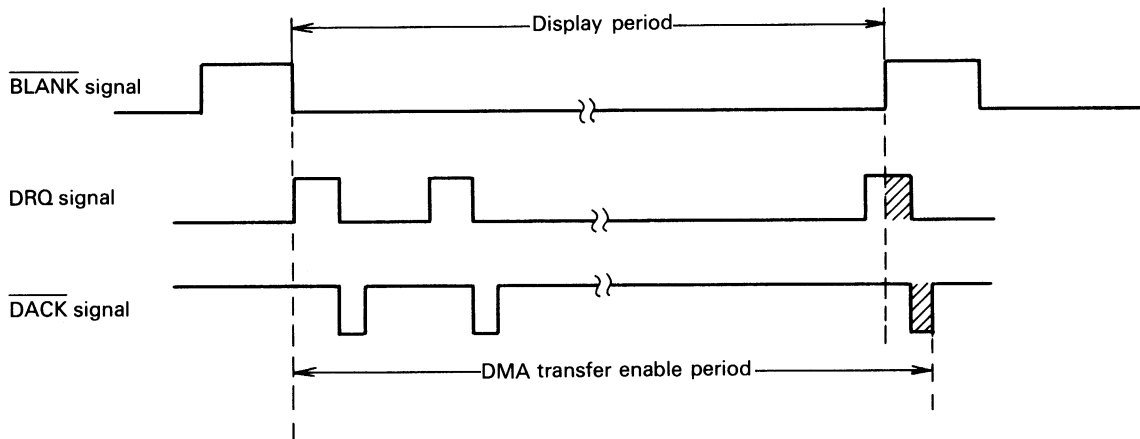 Display period
BLANK signal
DRQ signal
DACK signal
DMA transfer enable period